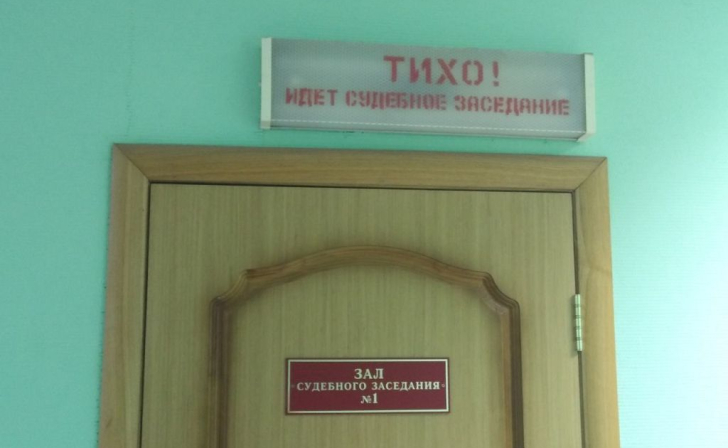 ТИХО!
ИДЕТ СУДЕБНОЕ ЗАСЕДАНИЕ
ЗАЛ
СУДЕБНОГО ЗАСЕДАНИЯ
№1